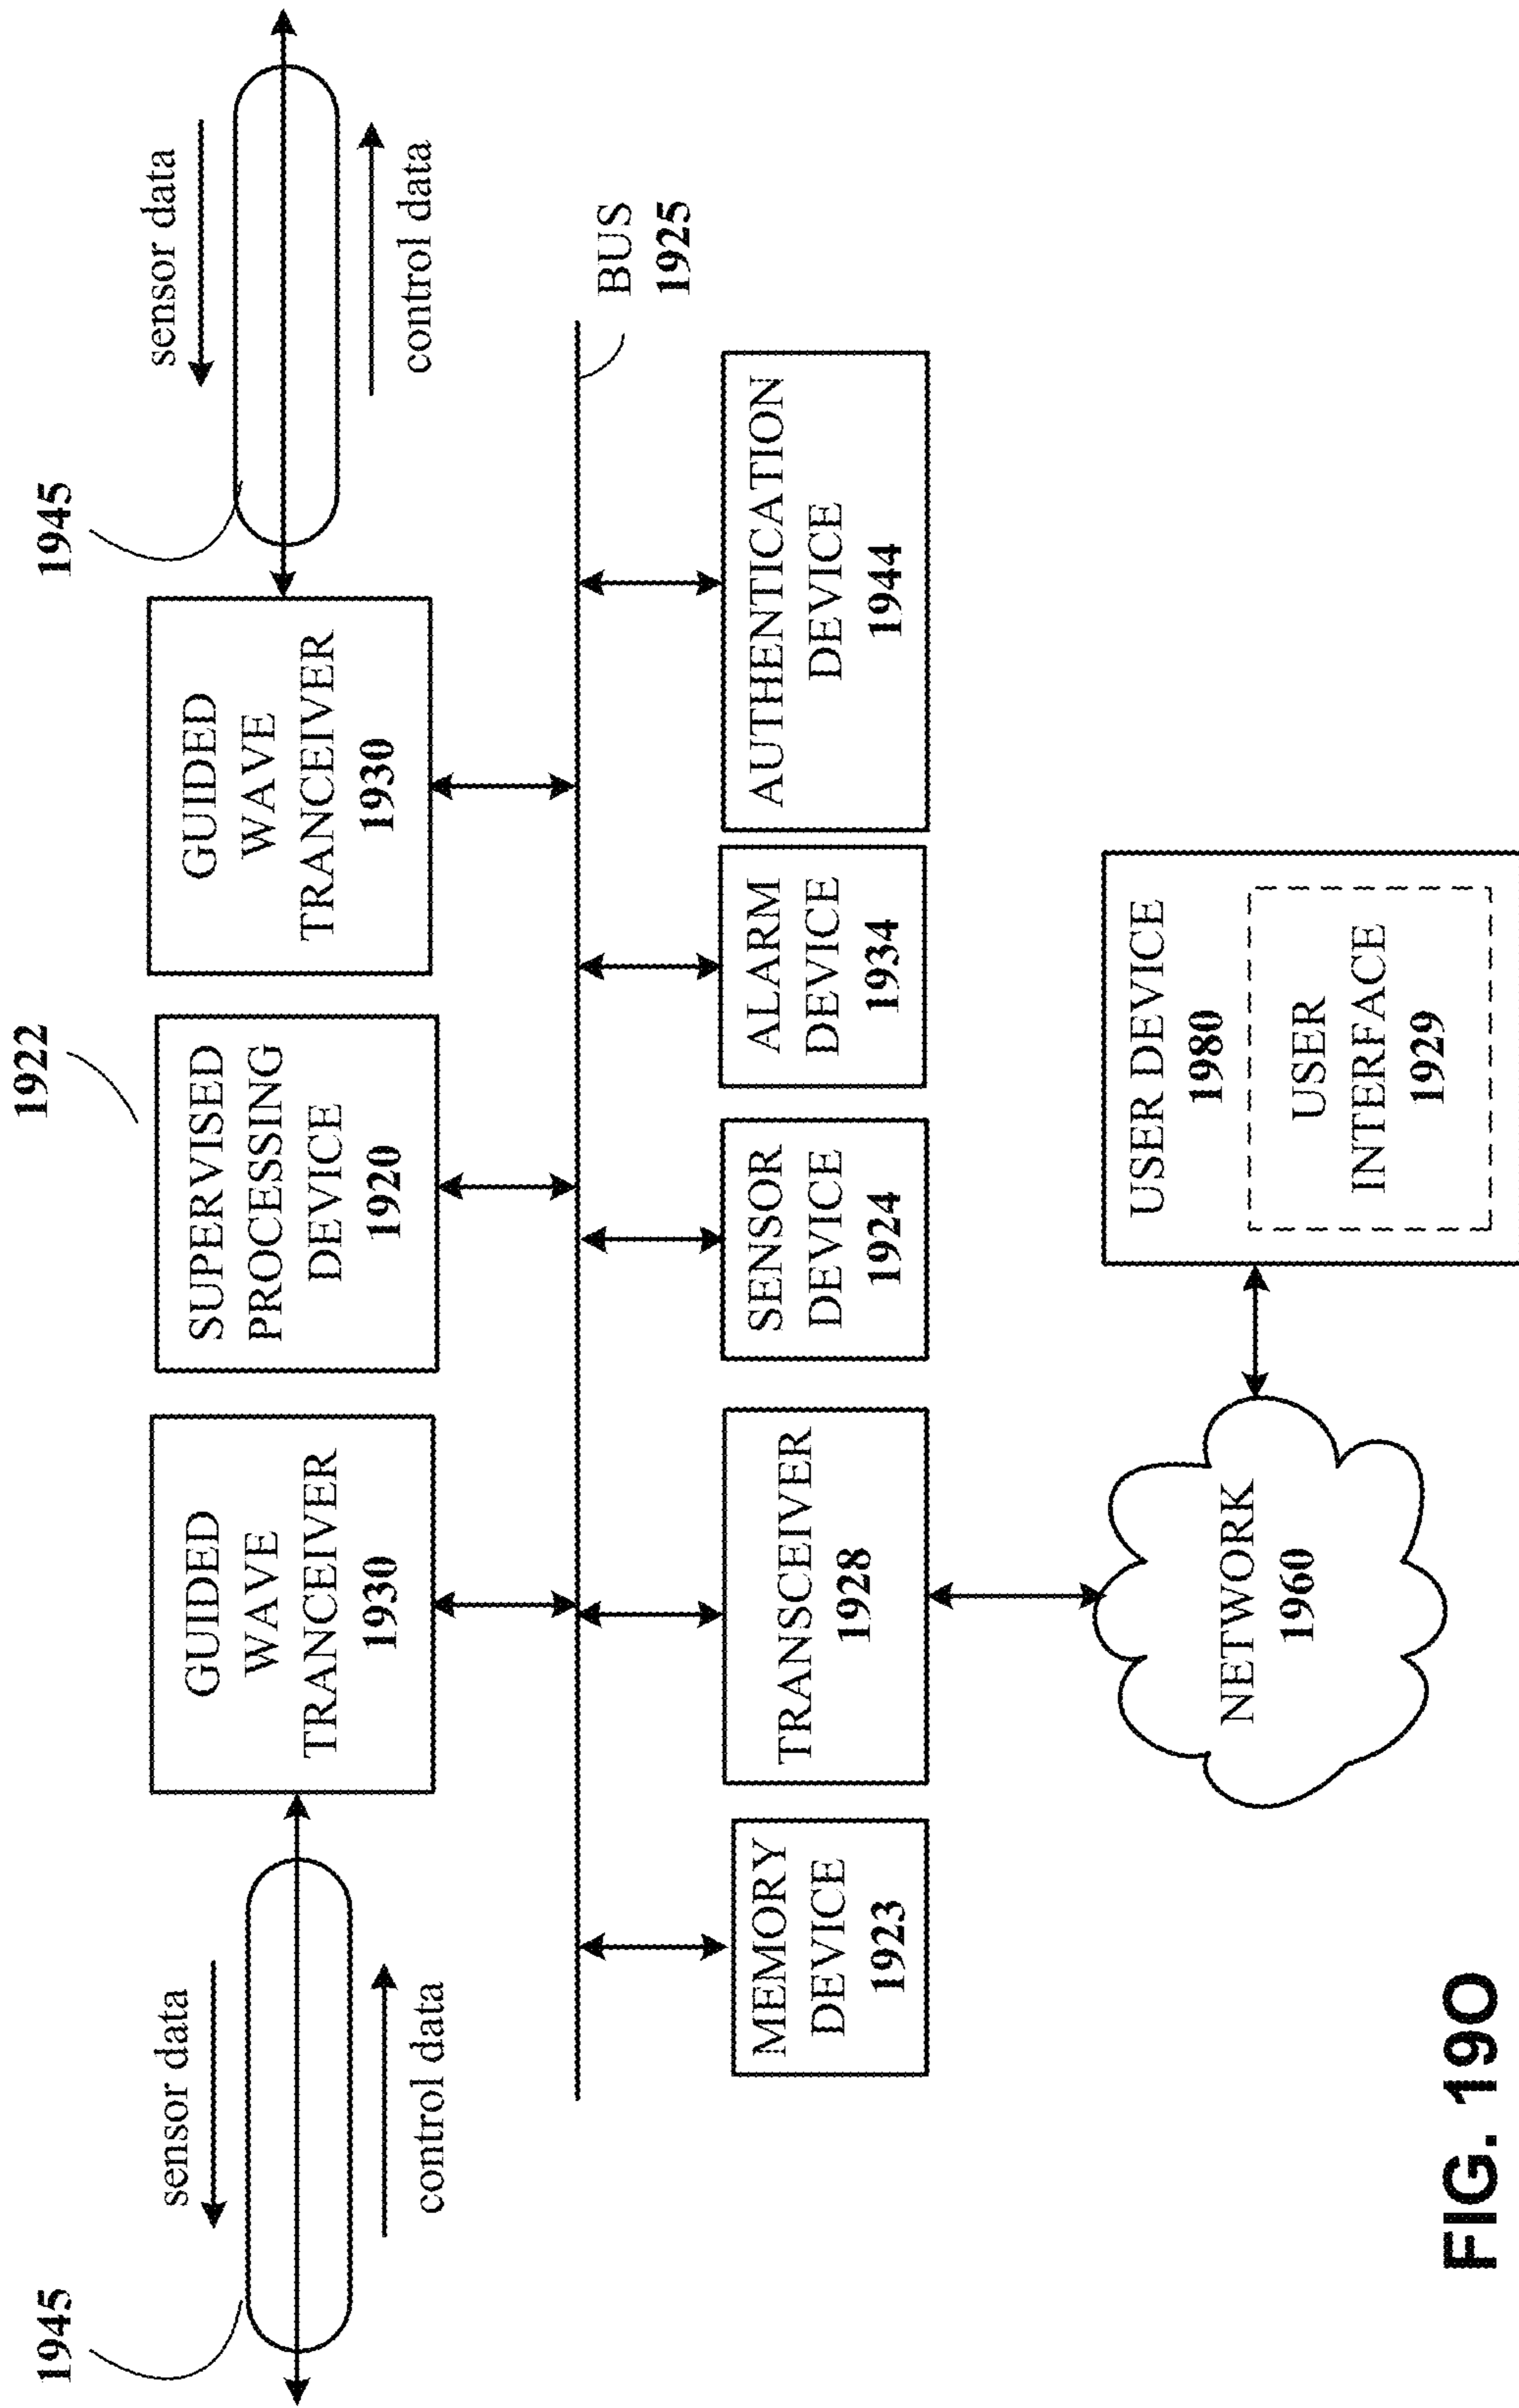 1922
1945
sensor data
control data
GUIDED
WAVE
TRANCEIVER
1930
SUPERVISED
PROCESSING
DEVICE
1920
GUIDED
WAVE
TRANCEIVER
1930
1945
sensor data
control data
BUS
1925
MEMORY
DEVICE
1923
TRANSCEIVER
1928
SENSOR
DEVICE
1924
ALARM
DEVICE
1934
AUTHENTICATION
DEVICE
1944
NETWORK
1960
USER DEVICE
1980
USER
INTERFACE
1929
FIG. 19O